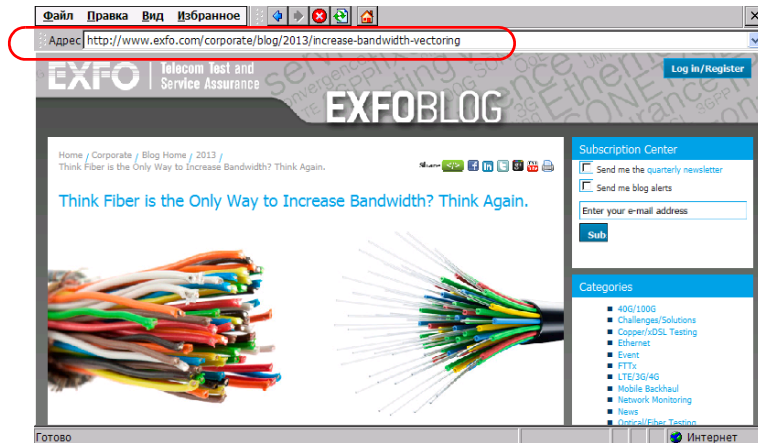 Файл Правка Вид Избранное
Адрес http://www.exfo.com/corporate/blog/2013/increase-bandwidth-vectoring
EXFO Telecom Test and
Service Assurance
EXFOBLOG
Log in/Register
Home / Corporate / Blog Home / 2013 /
Think Fiber is the Only Way to Increase Bandwidth? Think Again.
Share
Think Fiber is the Only Way to Increase Bandwidth? Think Again.
Subscription Center
Send me the quarterly newsletter
Send me blog alerts
Enter your e-mail address
Sub
Categories
40G/100G
Challenges/Solutions
Copper/xDSL Testing
Ethernet
Event
FTTx
LTE/3G/4G
Mobile Backhaul
Network Monitoring
News
Optical/Fiber Testing
Готово
Интернет